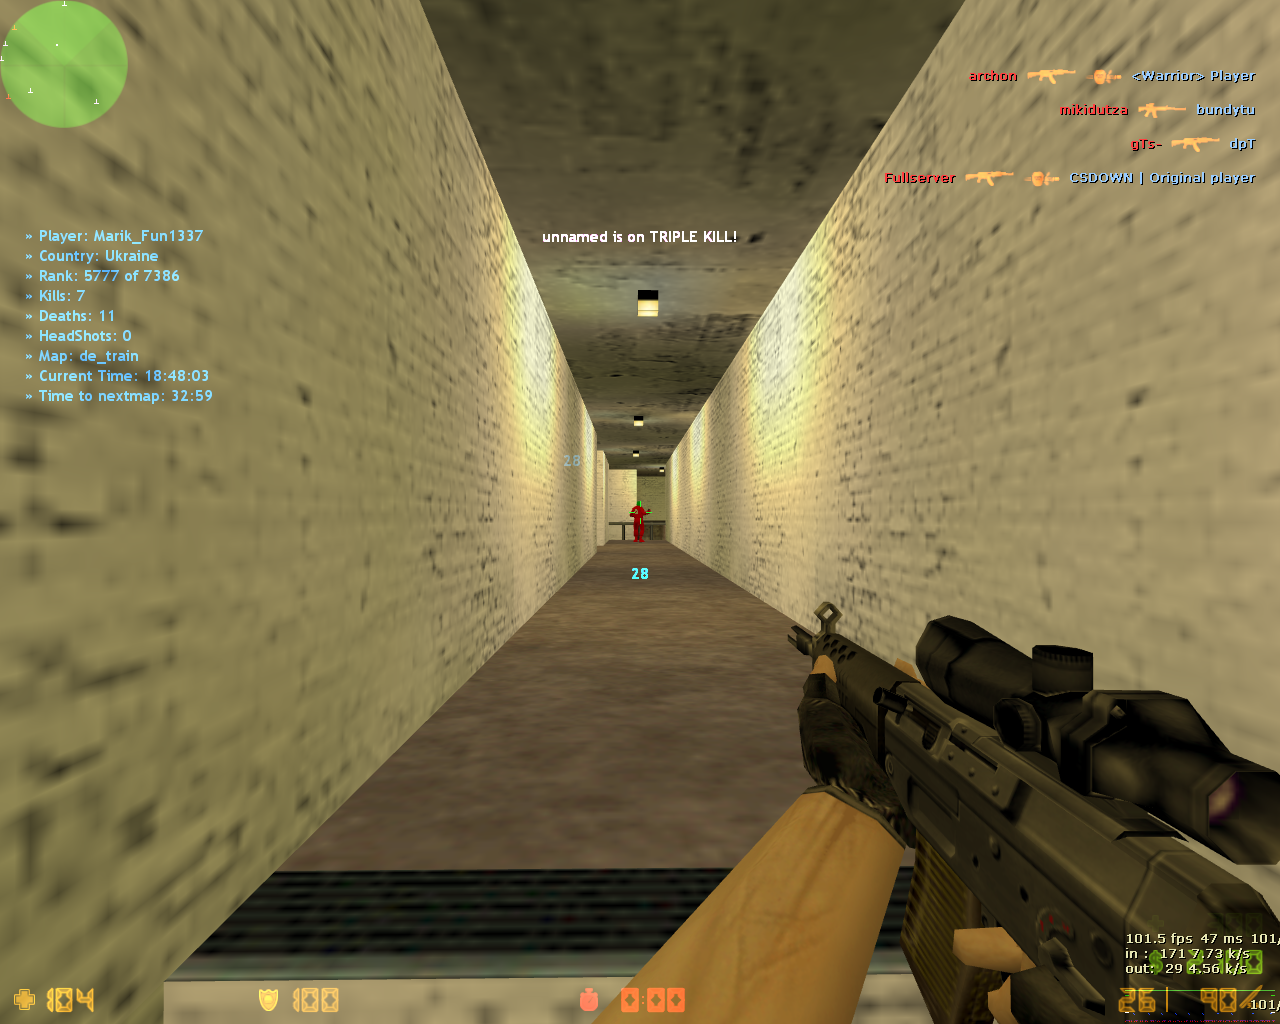 archon <Warrior> Player
mikidutza bundytu
gTs- dpT
Fullserver CSDOWN | Original player
» Player: Marik_Fun1337
» Country: Ukraine
» Rank: 5777 of 7386
» Kills: 7
» Deaths: 11
» HeadShots: 0
» Map: de_train
» Current Time: 18:48:03
» Time to nextmap: 32:59
unnamed is on TRIPLE KILL!
28
28
101.5 fps 47 ms 101/
in : 171 7.73 k/s
out: 29 4.56 k/s
104 100 0:00 26 | 90/
101/